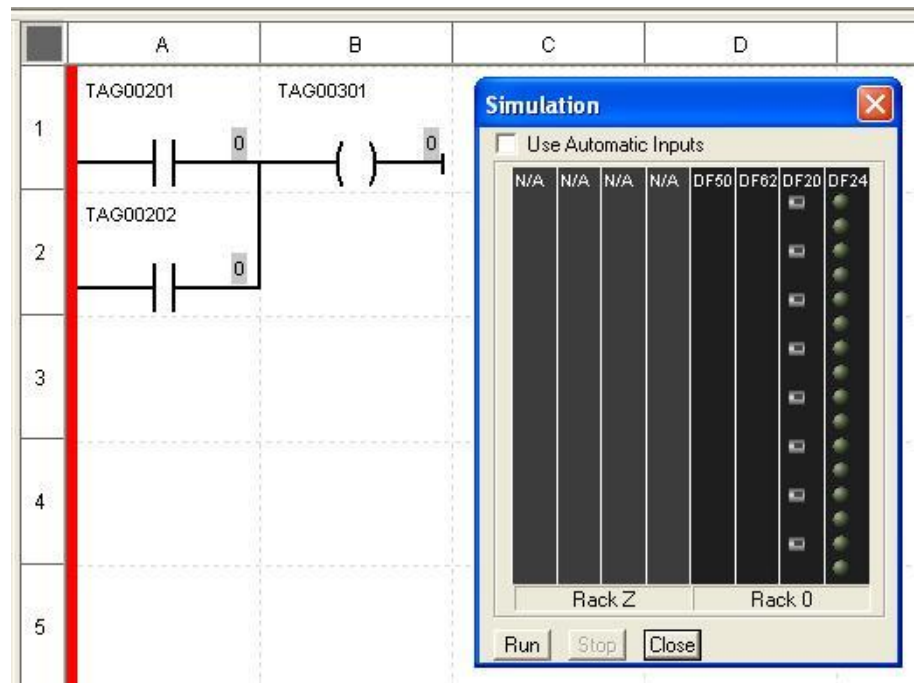 A B C D
TAG00201 TAG00301
1
0 0
TAG00202
2
0
3
4
5
Simulation
Use Automatic Inputs
N/A N/A N/A N/A DF50 DF62 DF20 DF24
Rack Z Rack 0
Run Stop Close